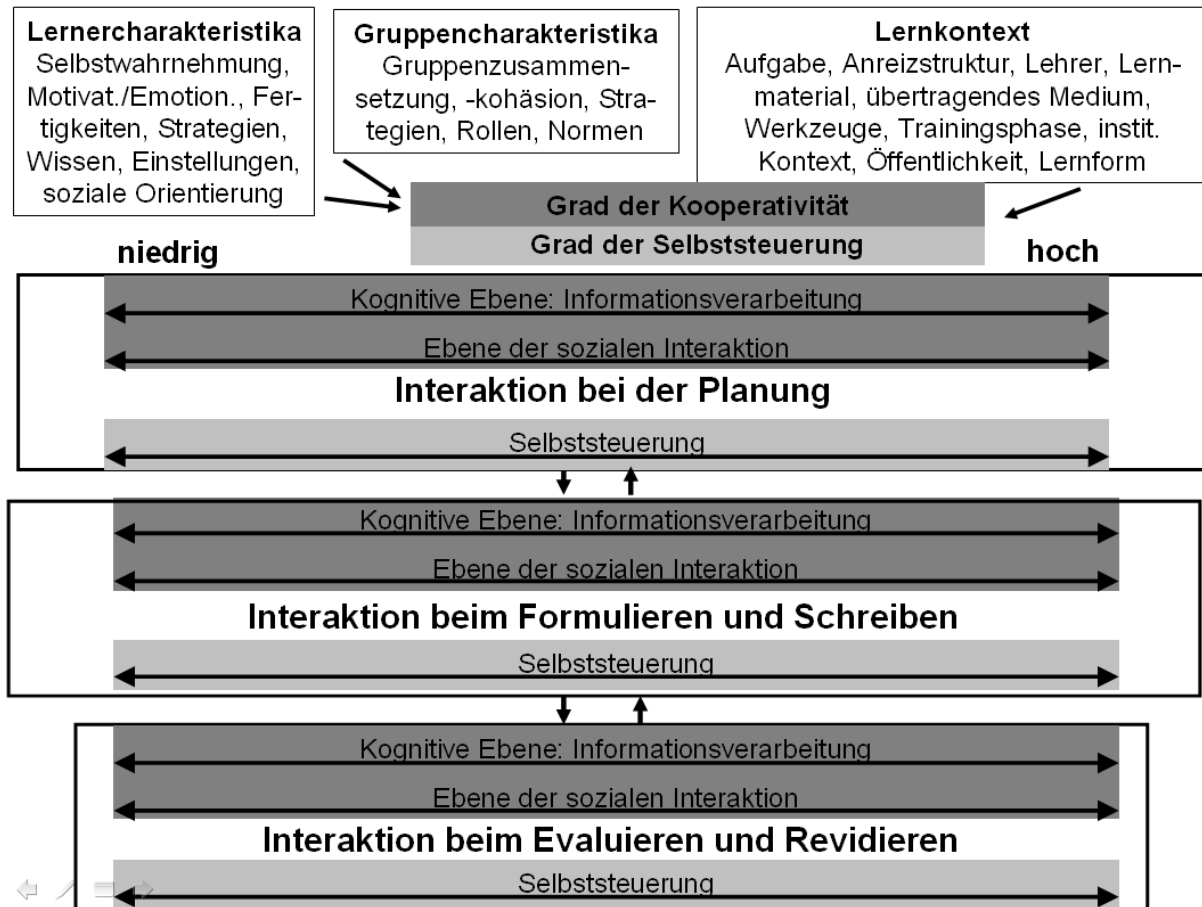 Lernercharakteristika
Selbstwahrnehmung,
Motivat./Emotion., Fer-
tigkeiten, Strategien,
Wissen, Einstellungen,
soziale Orientierung
Gruppencharakteristika
Gruppenzusammen-
setzung, -kohäsion, Stra-
tegien, Rollen, Normen
Lernkontext
Aufgabe, Anreizstruktur, Lehrer, Lern-
material, übertragendes Medium,
Werkzeuge, Trainingsphase, instit.
Kontext, Öffentlichkeit, Lernform
Grad der Kooperativität
Grad der Selbststeuerung
niedrig
hoch
Kognitive Ebene: Informationsverarbeitung
Ebene der sozialen Interaktion
Interaktion bei der Planung
Selbststeuerung
Kognitive Ebene: Informationsverarbeitung
Ebene der sozialen Interaktion
Interaktion beim Formulieren und Schreiben
Selbststeuerung
Kognitive Ebene: Informationsverarbeitung
Ebene der sozialen Interaktion
Interaktion beim Evaluieren und Revidieren
Selbststeuerung